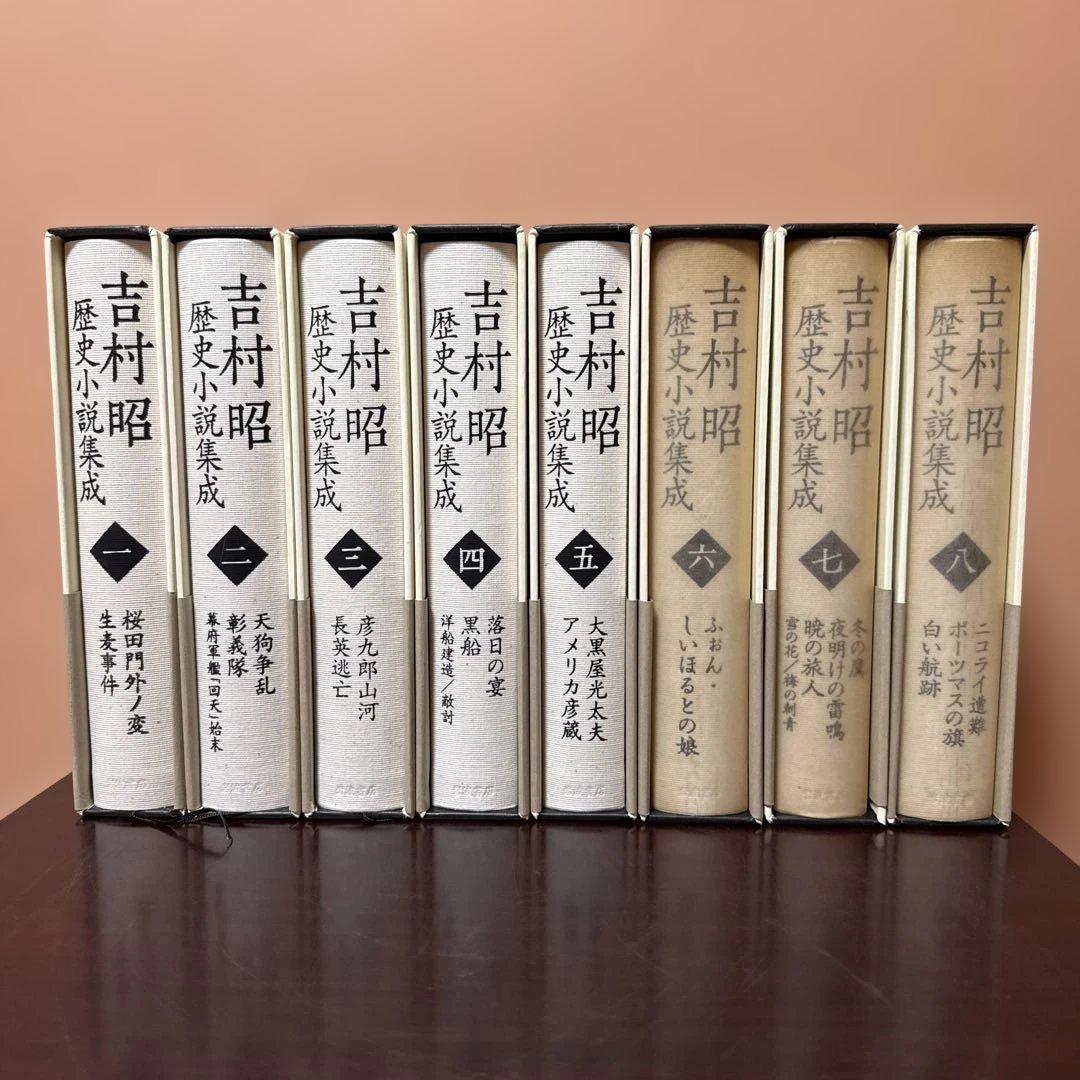 吉村昭
歴史小説集成
一
桜田門外ノ変
生麦事件
吉村昭
歴史小説集成
二
天狗争乱
彰義隊
幕府軍艦「回天」始末
吉村昭
歴史小説集成
三
彦九郎山河
長英逃亡
吉村昭
歴史小説集成
四
落日の宴
黒船
洋船建造／敵討
吉村昭
歴史小説集成
五
大黒屋光太夫
アメリカ彦蔵
吉村昭
歴史小説集成
六
ふぉん・
しいほるとの娘
吉村昭
歴史小説集成
七
冬の鷹
夜明けの雷鳴
暁の旅人
雪の花／梅の刺青
吉村昭
歴史小説集成
八
ニコライ遭難
ポーツマスの旗
白い航跡